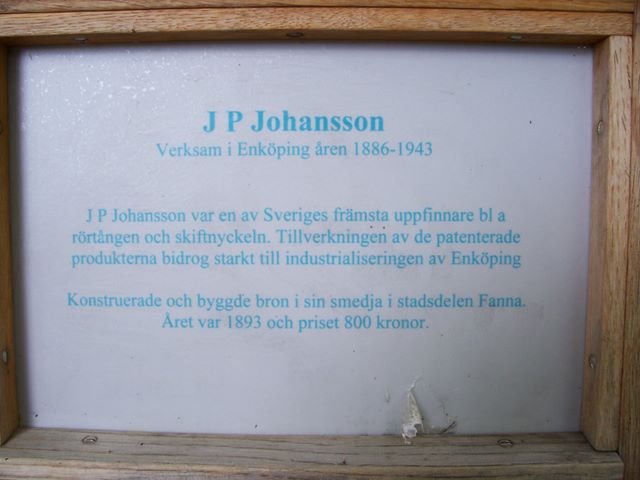 J P Johansson
Verksam i Enköping åren 1886-1943
J P Johansson var en av Sveriges främsta uppfinnare bl a
rörtången och skiftnyckeln. Tillverkningen av de patenterade
produkterna bidrog starkt till industrialiseringen av Enköping
Konstruerade och byggde bron i sin smedja i stadsdelen Fanna.
Året var 1893 och priset 800 kronor.